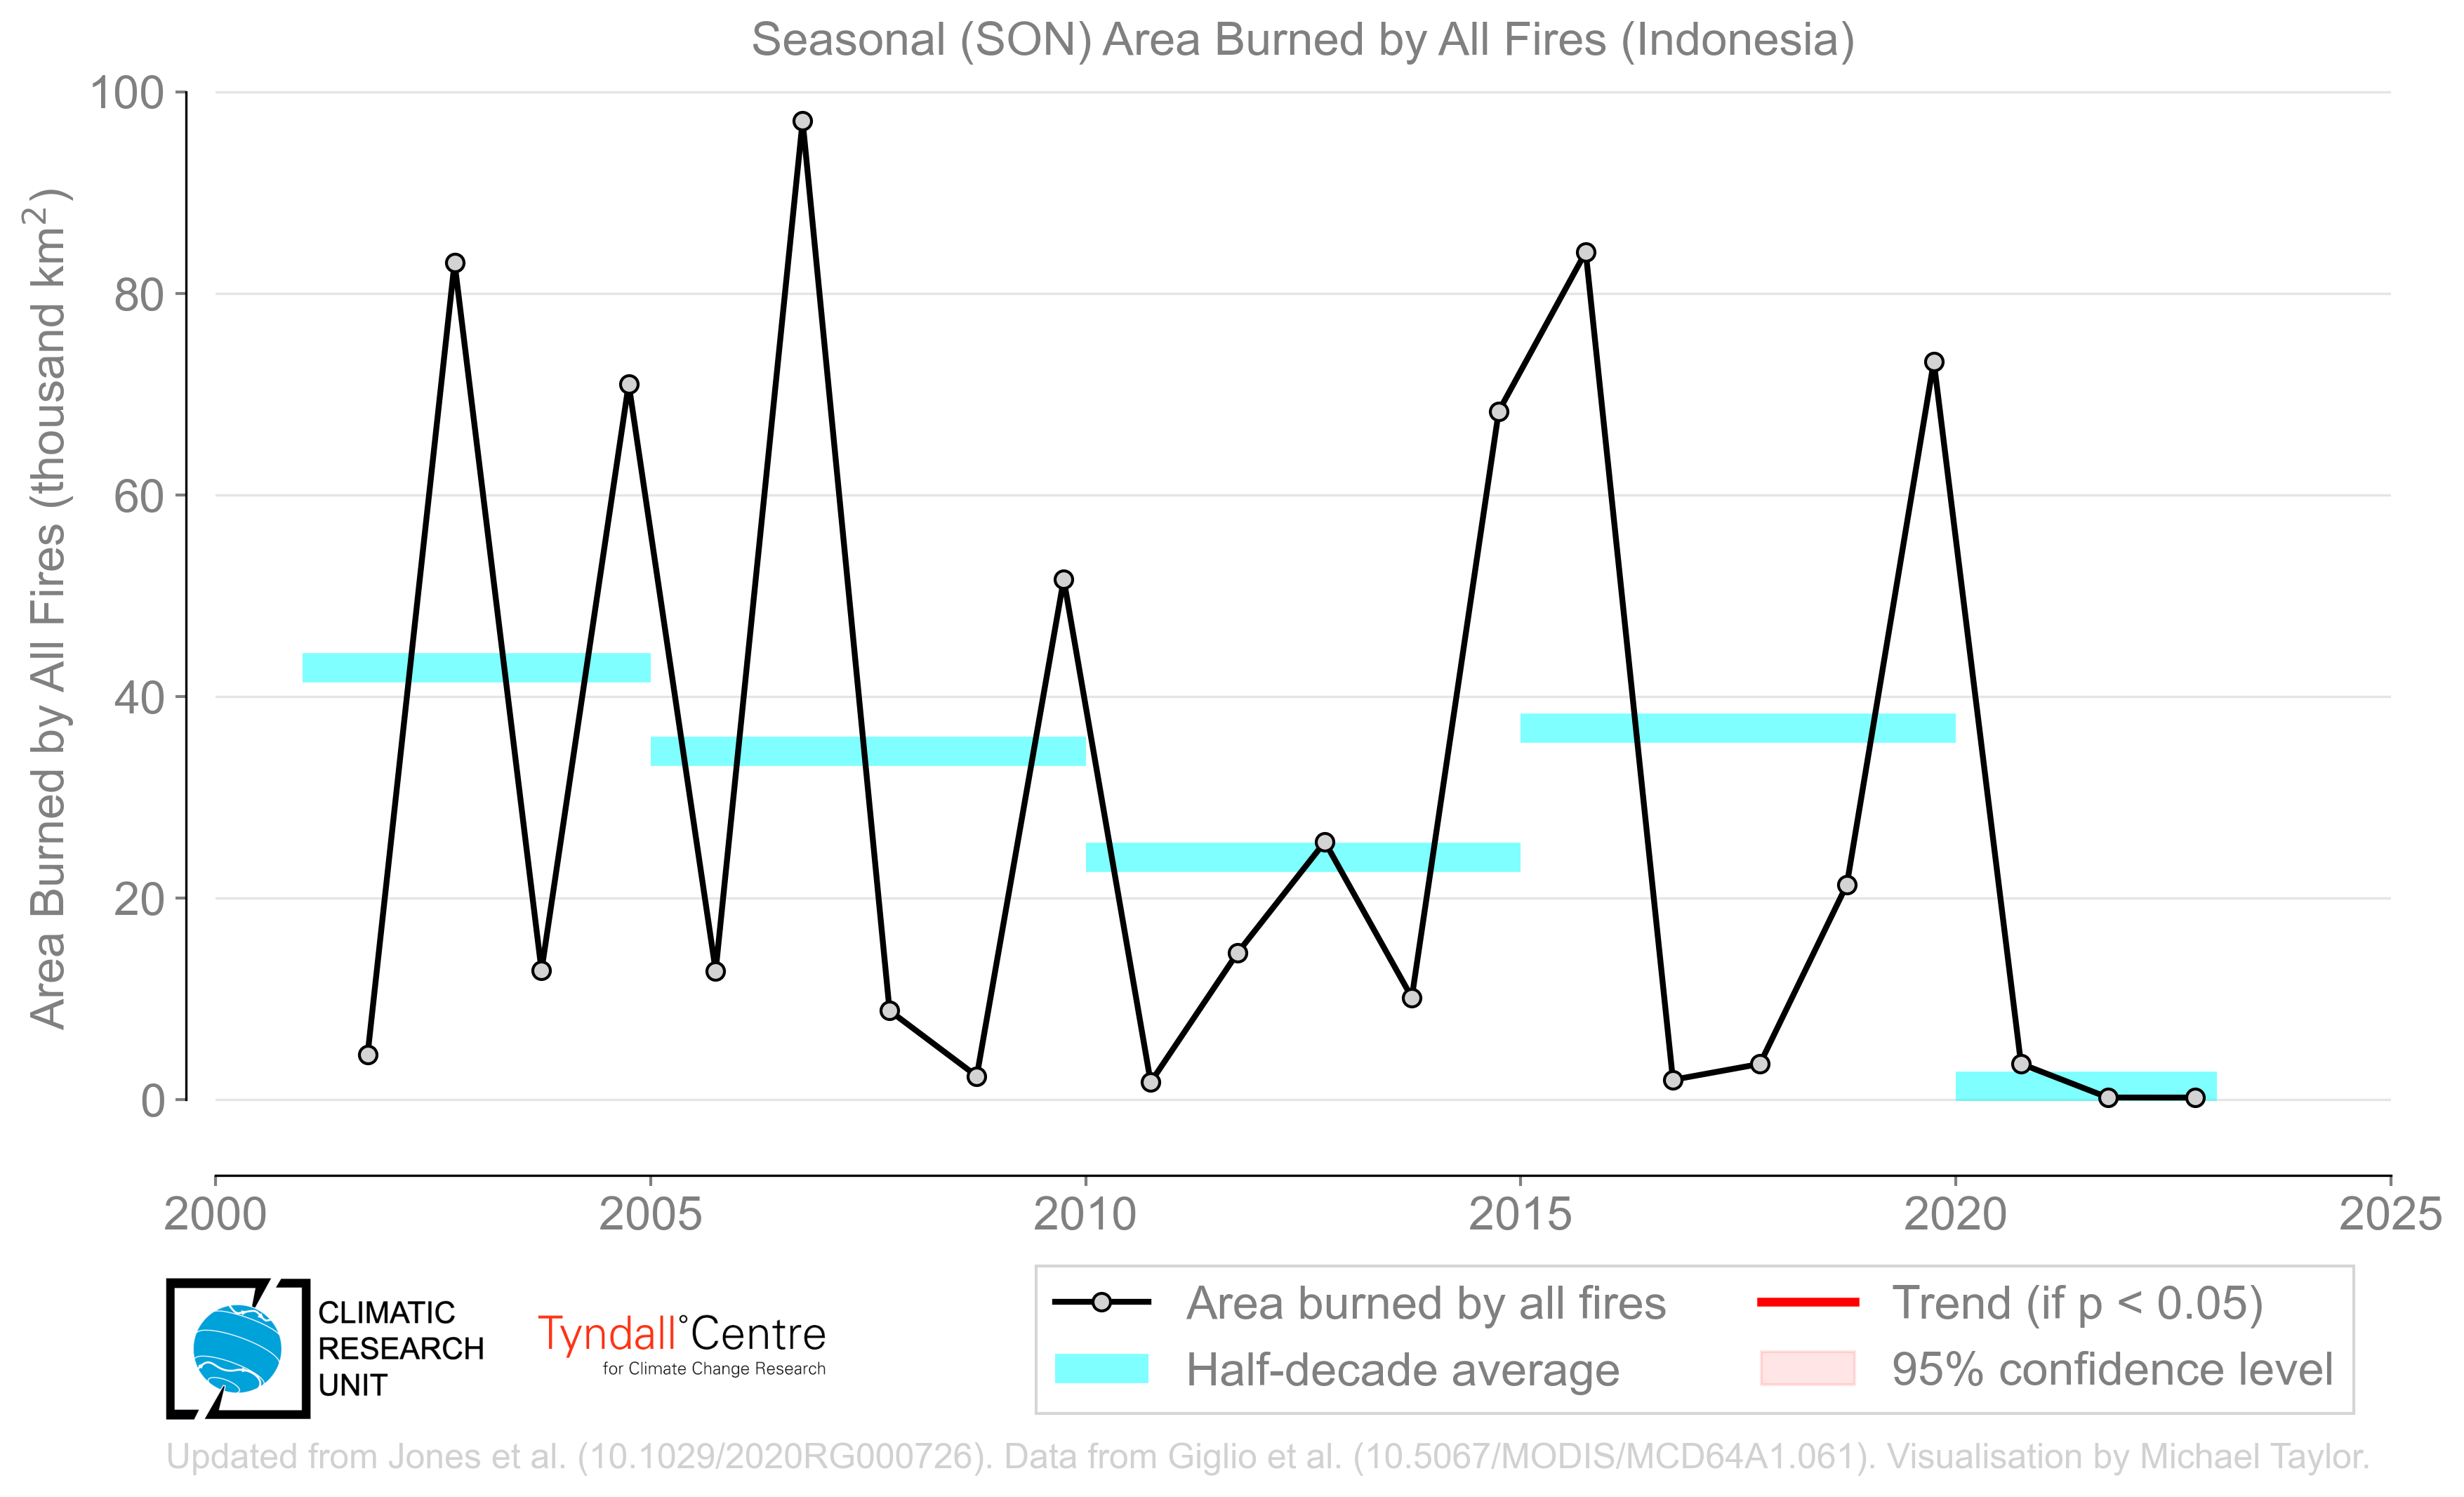 Seasonal (SON) Area Burned by All Fires (Indonesia)
Area Burned by All Fires (thousand km²)
100
80
60
40
20
0
2000 2005 2010 2015 2020 2025
CLIMATIC
RESEARCH
UNIT
Tyndall°Centre
for Climate Change Research
Area burned by all fires
Half-decade average
Trend (if p < 0.05)
95% confidence level
Updated from Jones et al. (10.1029/2020RG000726). Data from Giglio et al. (10.5067/MODIS/MCD64A1.061). Visualisation by Michael Taylor.